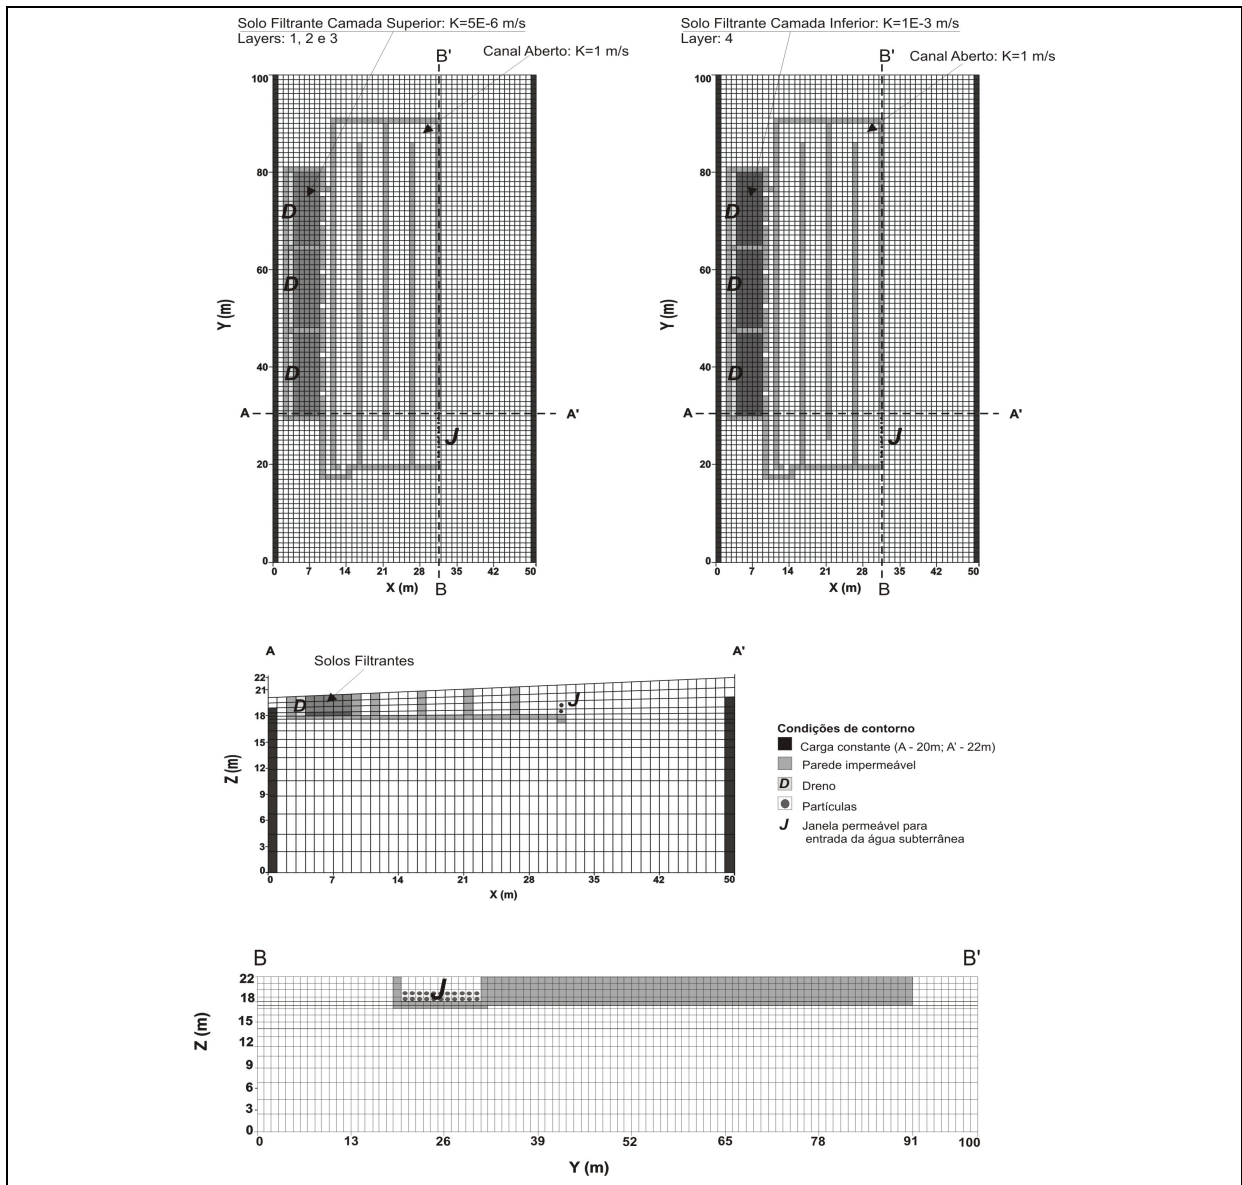 Solo Filtrante Camada Superior: K=5E-6 m/s
Layers: 1, 2 e 3
Canal Aberto: K=1 m/s
B'
100
80
60
40
20
0
Y (m)
D
D
D
A
A'
J
0 7 14 21 28 35 42 50
X (m)
B
Solo Filtrante Camada Inferior: K=1E-3 m/s
Layer: 4
Canal Aberto: K=1 m/s
B'
100
80
60
40
20
0
Y (m)
D
D
D
A
A'
J
0 7 14 21 28 35 42 50
X (m)
B
A
A'
Solos Filtrantes
22
21
18
15
12
9
6
3
0
Z (m)
D
J
0 7 14 21 28 35 42 50
X (m)
Condições de contorno
Carga constante (A - 20m; A' - 22m)
Parede impermeável
D Dreno
Partículas
J Janela permeável para
entrada da água subterrânea
B
B'
22
18
15
12
9
6
3
0
Z (m)
J
0 13 26 39 52 65 78 91 100
Y (m)